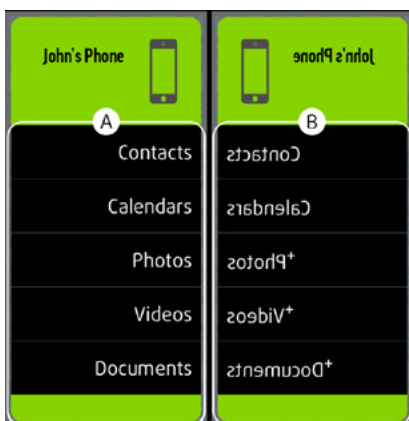 John's Phone
A
Contacts
Calendars
Photos
Videos
Documents
John's Phone
B
Contacts
Calendars
+Photos
+Videos
+Documents